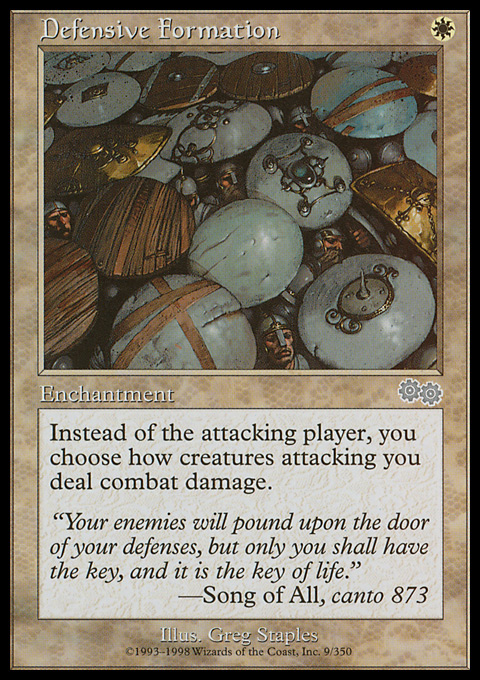 Defensive Formation
Enchantment
Instead of the attacking player, you
choose how creatures attacking you
deal combat damage.
“Your enemies will pound upon the door
of your defenses, but only you shall have
the key, and it is the key of life.”
—Song of All, canto 873
Illus. Greg Staples
©1993–1998 Wizards of the Coast, Inc. 9/350